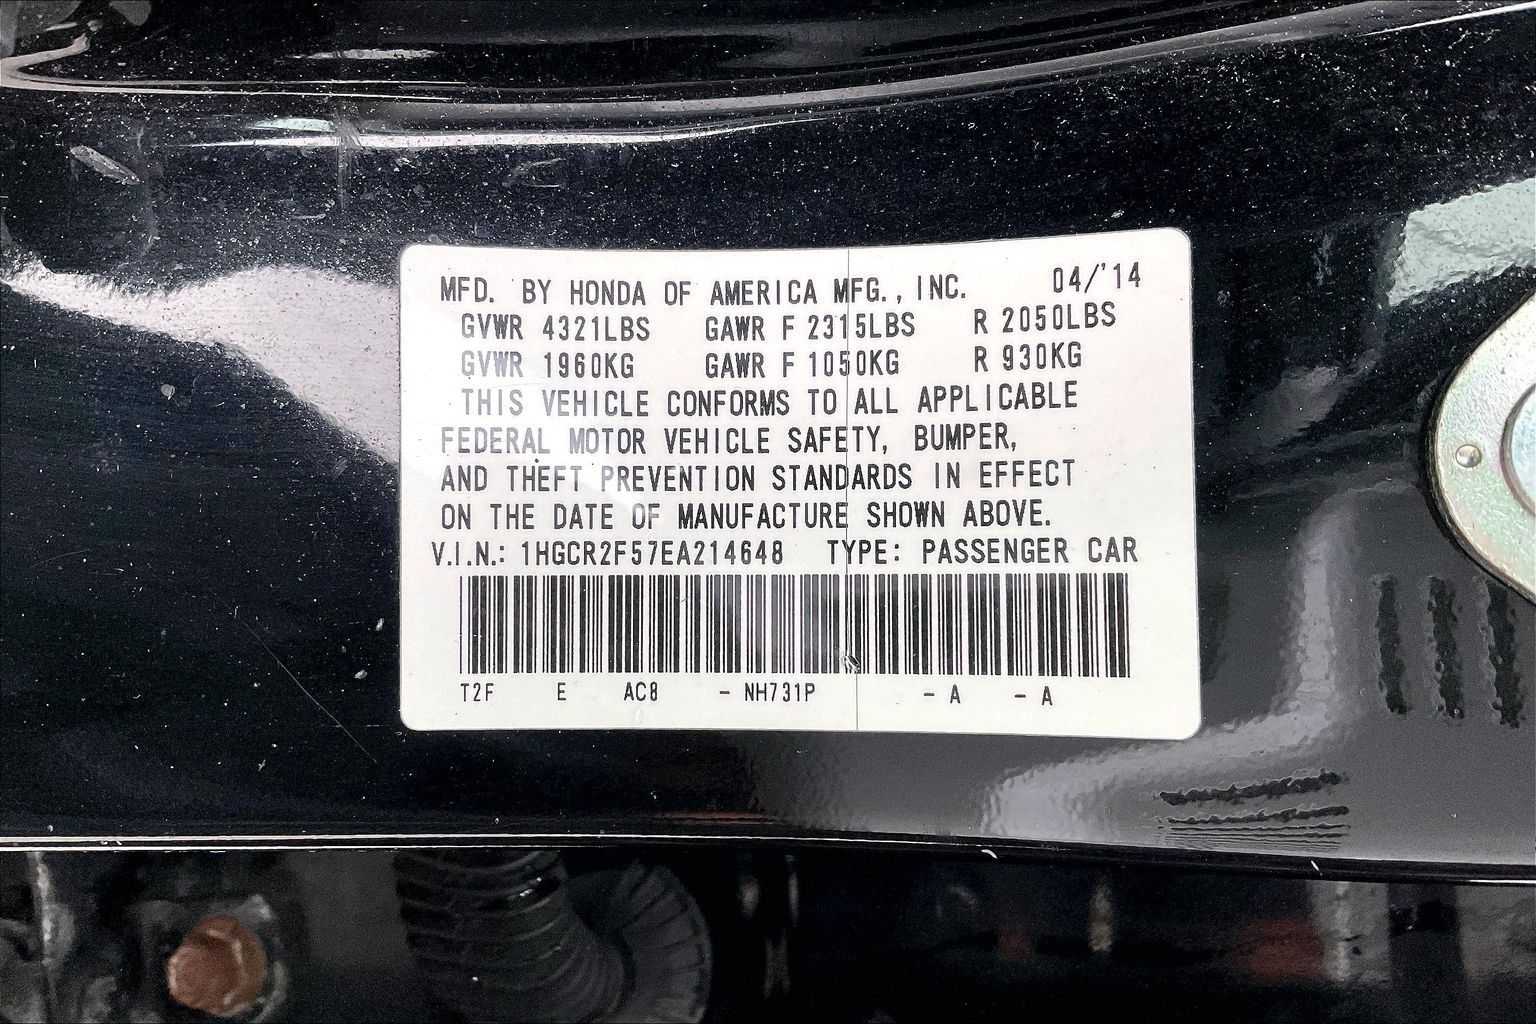 MFD. BY HONDA OF AMERICA MFG., INC. 04/'14
GVWR 4321LBS GAWR F 2315LBS R 2050LBS
GVWR 1960KG GAWR F 1050KG R 930KG
THIS VEHICLE CONFORMS TO ALL APPLICABLE
FEDERAL MOTOR VEHICLE SAFETY, BUMPER,
AND THEFT PREVENTION STANDARDS IN EFFECT
ON THE DATE OF MANUFACTURE SHOWN ABOVE.
V.I.N.: 1HGCR2F57EA214648 TYPE: PASSENGER CAR
T2F E AC8 - NH731P - A - A